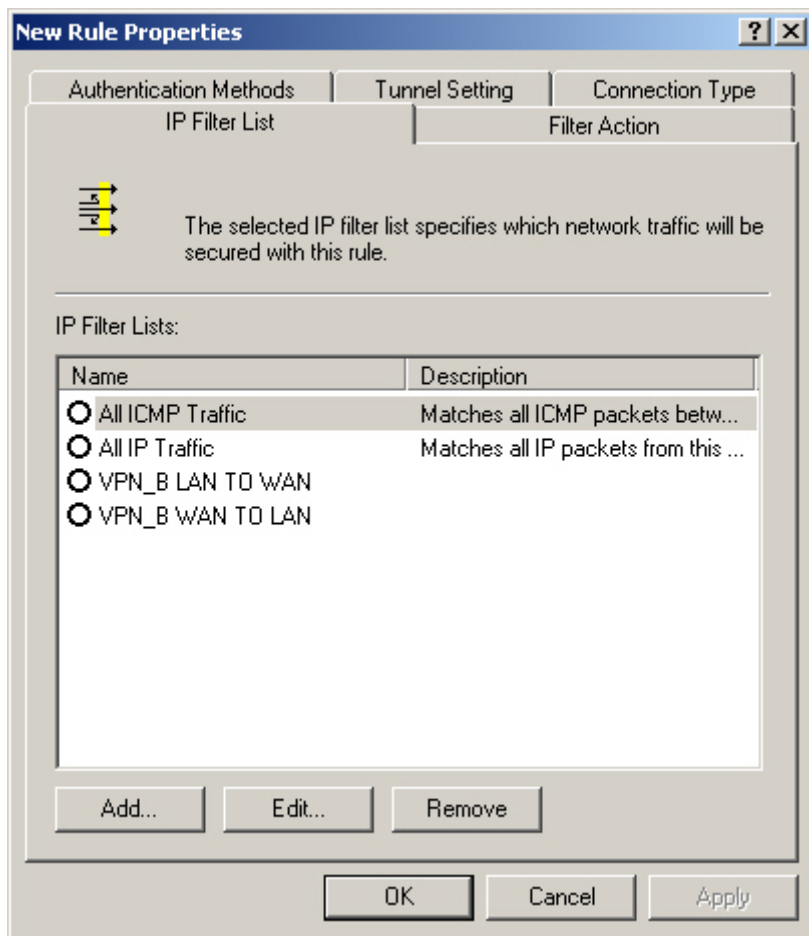 New Rule Properties
Authentication Methods
Tunnel Setting
Connection Type
IP Filter List
Filter Action
The selected IP filter list specifies which network traffic will be
secured with this rule.
IP Filter Lists:
Name Description
All ICMP Traffic Matches all ICMP packets betw...
All IP Traffic Matches all IP packets from this ...
VPN_B LAN TO WAN
VPN_B WAN TO LAN
Add... Edit... Remove
OK Cancel Apply